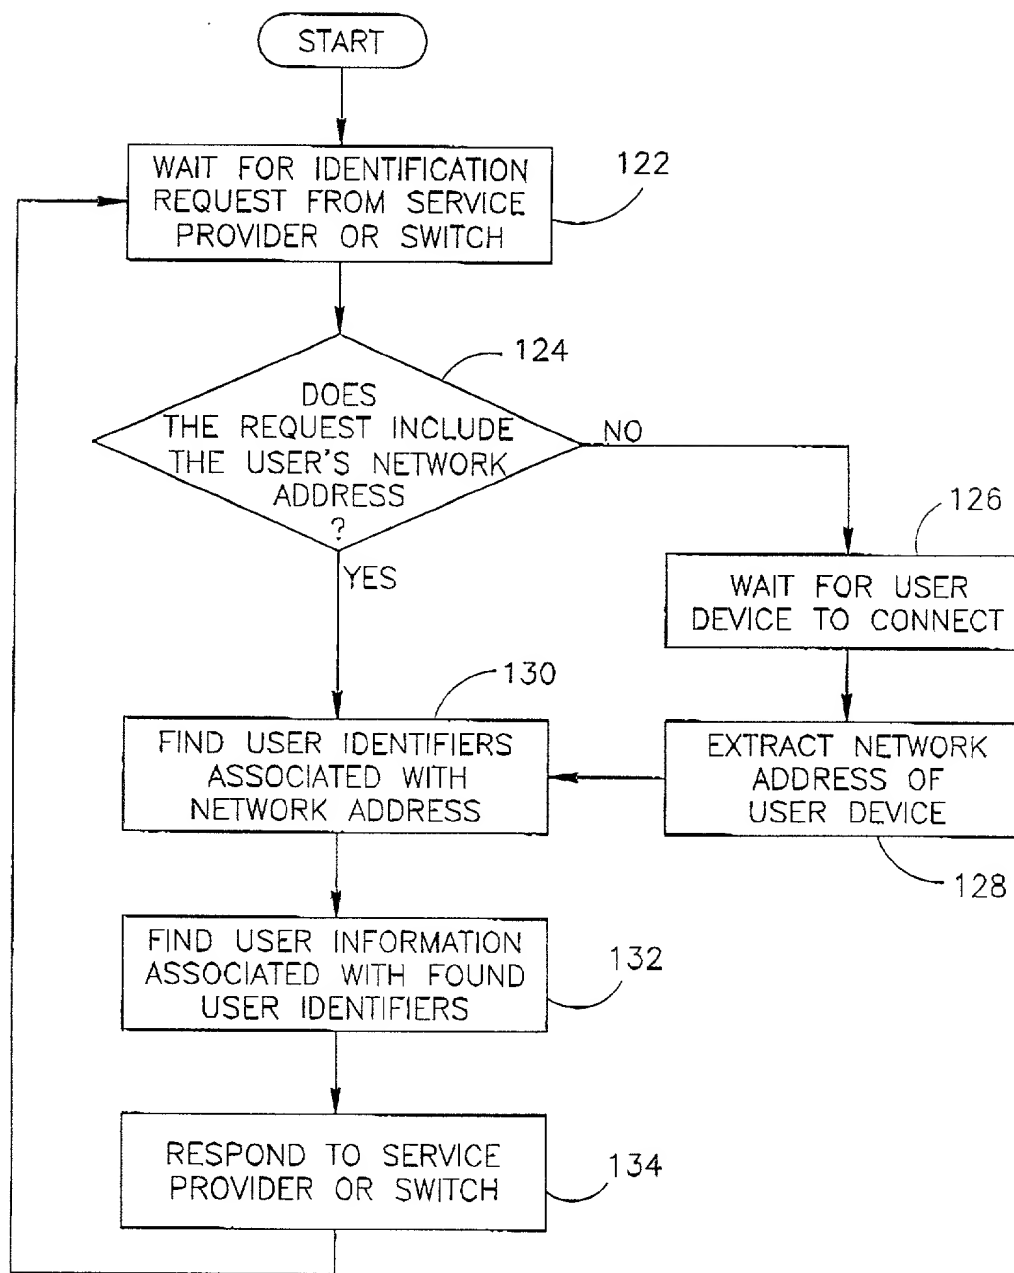 START
WAIT FOR IDENTIFICATION
REQUEST FROM SERVICE
PROVIDER OR SWITCH
122
124
DOES
THE REQUEST INCLUDE
THE USER'S NETWORK
ADDRESS
?
NO
YES
126
WAIT FOR USER
DEVICE TO CONNECT
130
FIND USER IDENTIFIERS
ASSOCIATED WITH
NETWORK ADDRESS
EXTRACT NETWORK
ADDRESS OF
USER DEVICE
128
FIND USER INFORMATION
ASSOCIATED WITH FOUND
USER IDENTIFIERS
132
RESPOND TO SERVICE
PROVIDER OR SWITCH
134